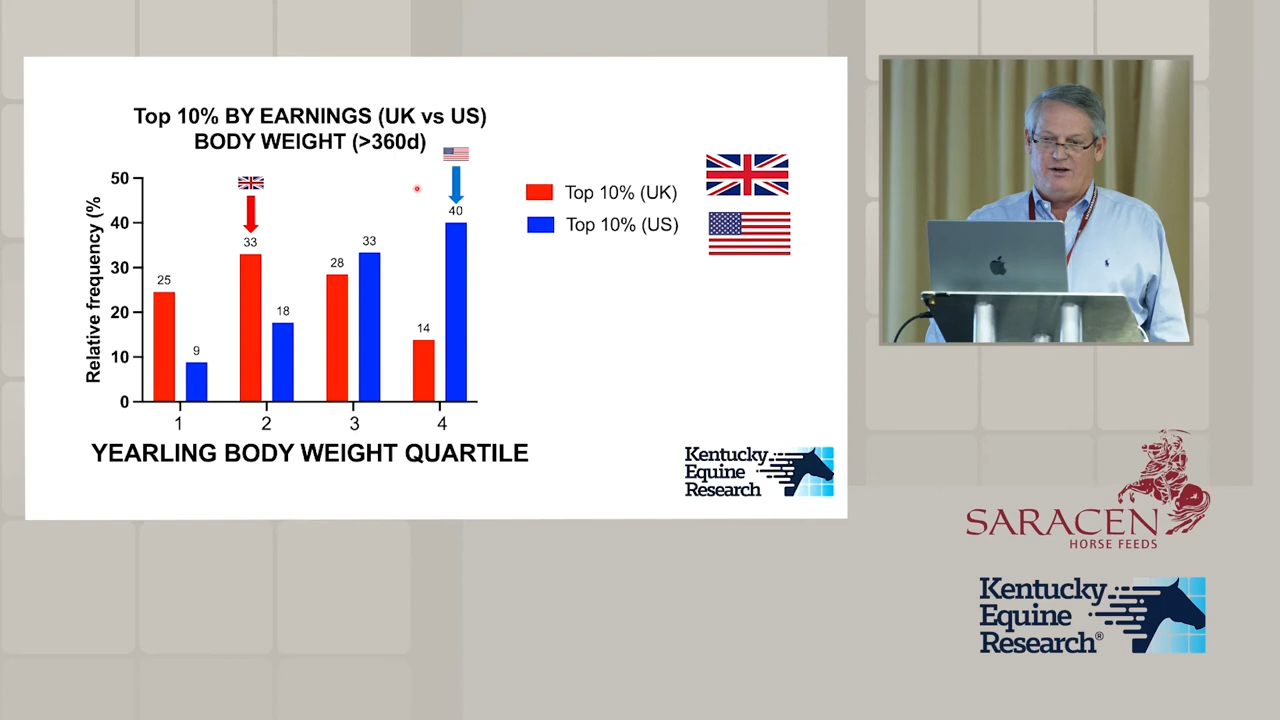 Top 10% BY EARNINGS (UK vs US)
BODY WEIGHT (>360d)
Relative frequency (%
50
40
30
20
10
0
25
9
33
18
28
33
14
40
1
2
3
4
YEARLING BODY WEIGHT QUARTILE
Top 10% (UK)
Top 10% (US)
Kentucky
Equine
Research
SARACEN
HORSE FEEDS
Kentucky
Equine
Research®